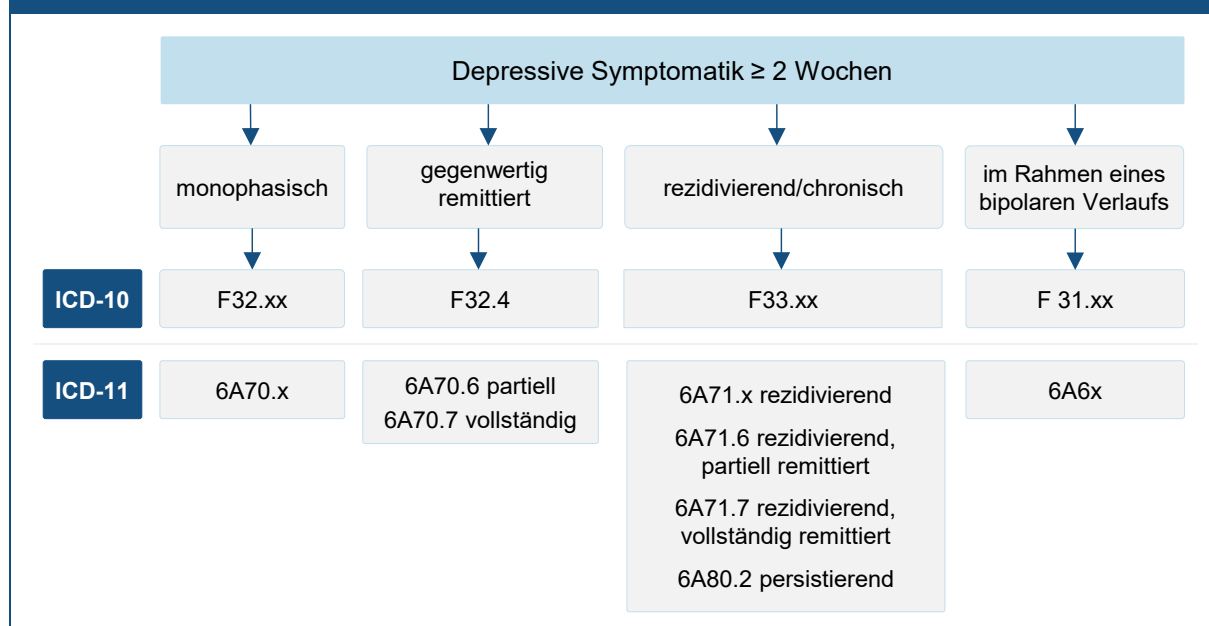 Depressive Symptomatik ≥ 2 Wochen
monophasisch
gegenwertig
remittiert
rezidivierend/chronisch
im Rahmen eines
bipolaren Verlaufs
ICD-10
F32.xx
F32.4
F33.xx
F 31.xx
ICD-11
6A70.x
6A70.6 partiell
6A70.7 vollständig
6A71.x rezidivierend
6A71.6 rezidivierend,
partiell remittiert
6A71.7 rezidivierend,
vollständig remittiert
6A80.2 persistierend
6A6x